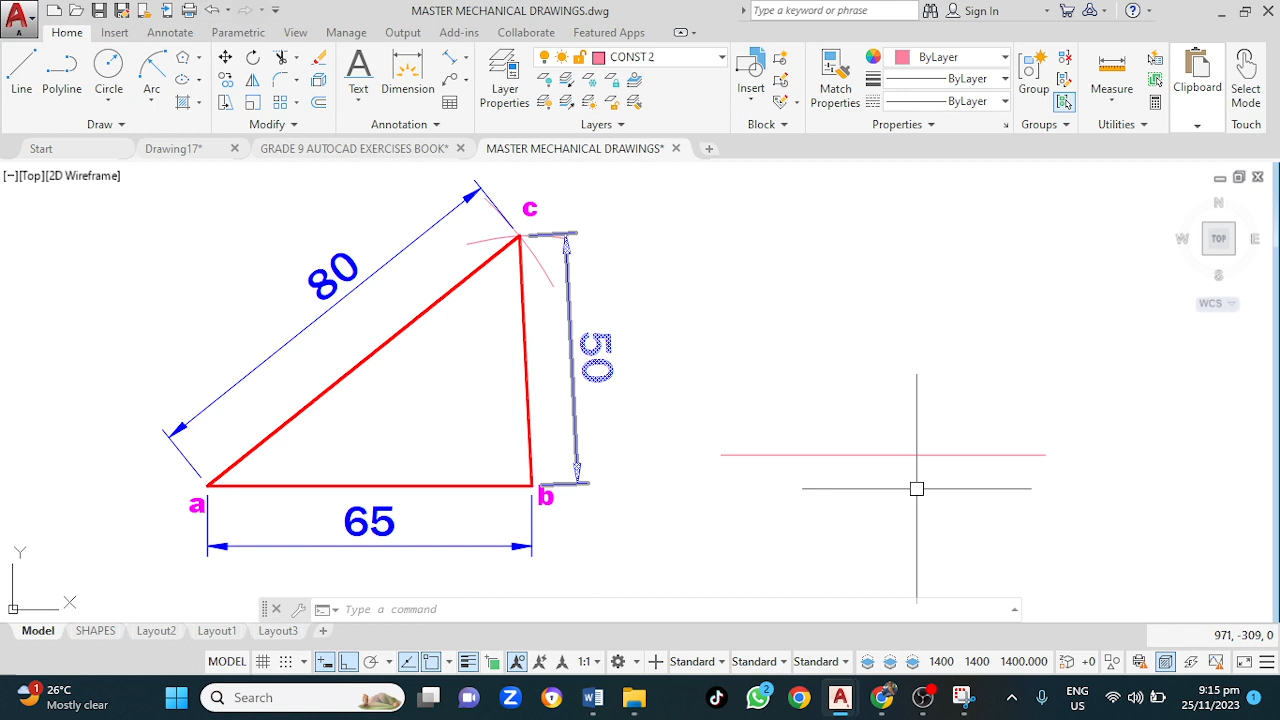 MASTER MECHANICAL DRAWINGS.dwg
Type a keyword or phrase
Sign In
A
Home
Insert
Annotate
Parametric
View
Manage
Output
Add-ins
Collaborate
Featured Apps
Line
Polyline
Circle
Arc
Text
Dimension
Layer Properties
CONST 2
Insert
Match Properties
ByLayer
ByLayer
ByLayer
Group
Measure
Clipboard
Select Mode
Draw
Modify
Annotation
Layers
Block
Properties
Groups
Utilities
Touch
Start
Drawing17*
GRADE 9 AUTOCAD EXERCISES BOOK*
MASTER MECHANICAL DRAWINGS*
[−][Top][2D Wireframe]
N
W
TOP
E
S
WCS
c
80
50
a
b
65
Y
X
Type a command
Model
SHAPES
Layout2
Layout1
Layout3
971, -309, 0
MODEL
1:1
Standard
Standard
Standard
1400
1400
1400.000
+0
1
26°C
Mostly clear
Search
2
ENG
US
9:15 pm
25/11/2023
1